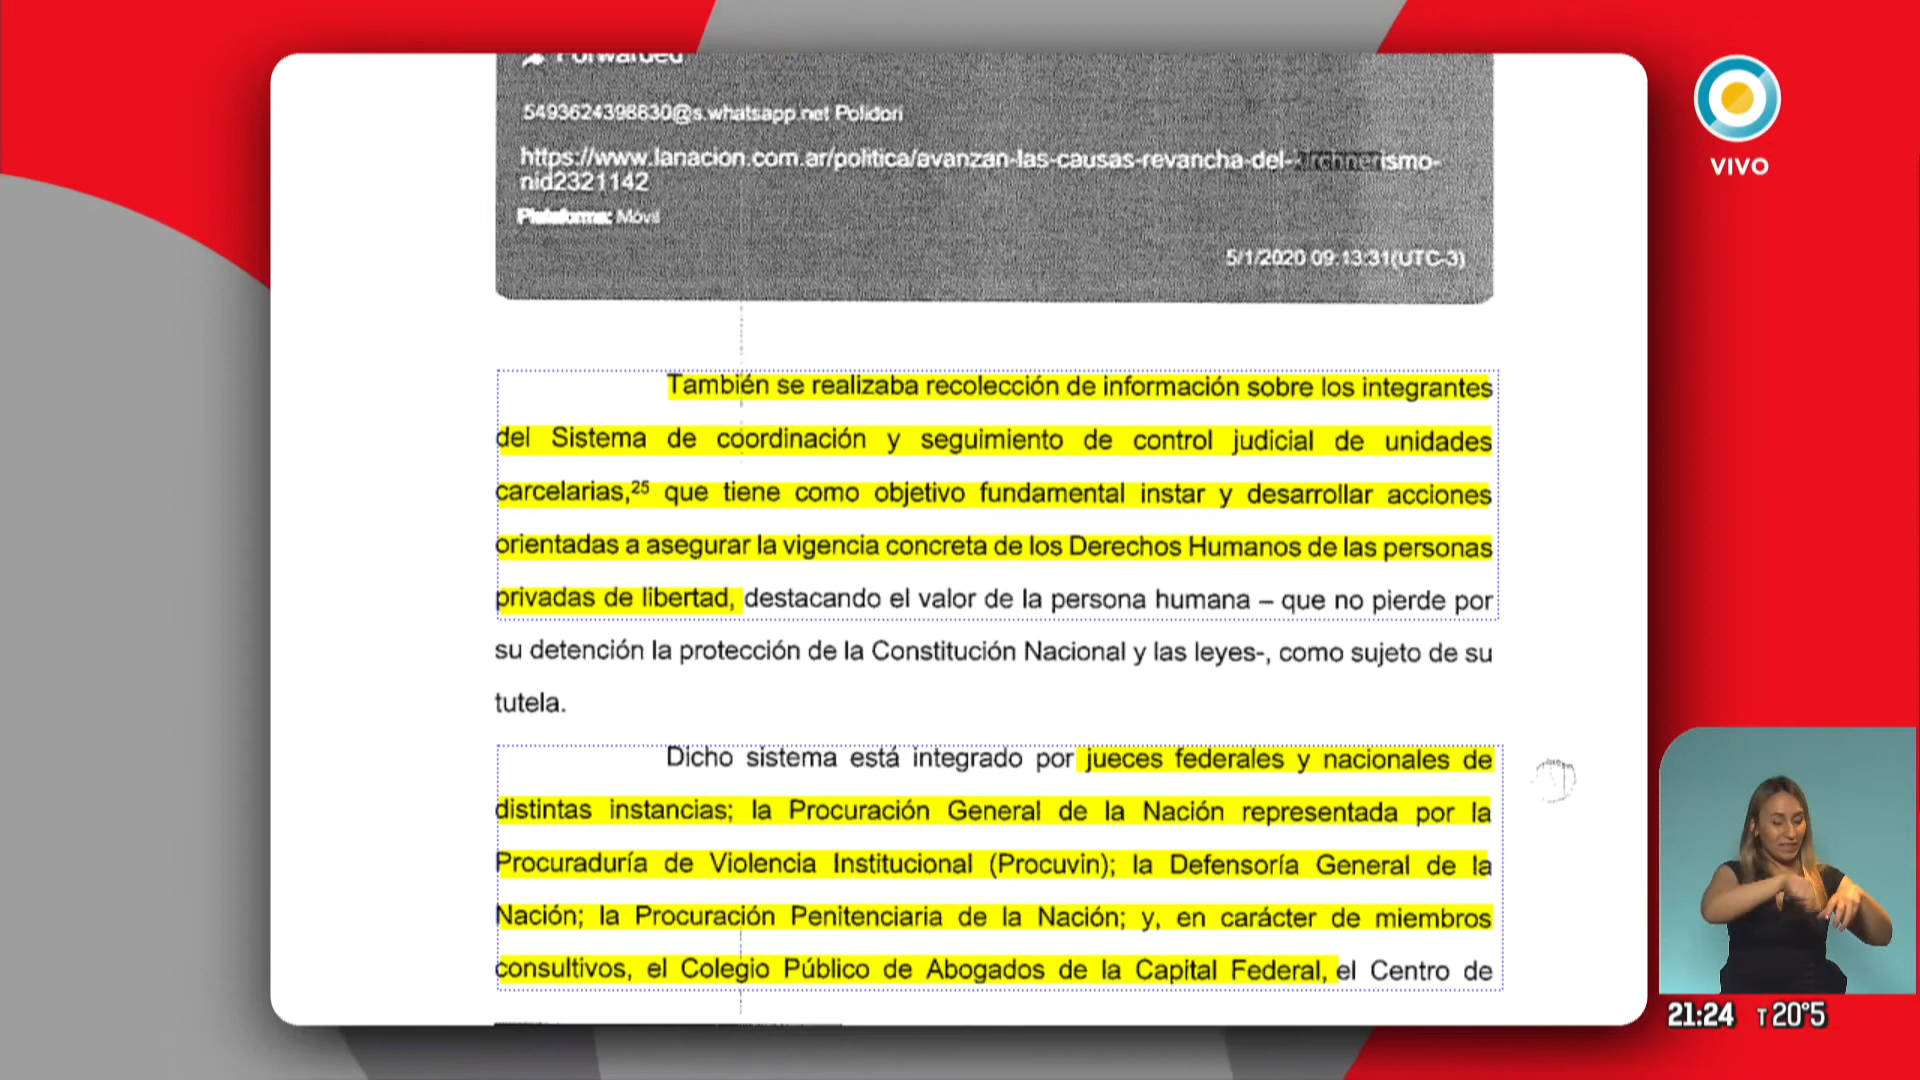 Forwarded
5493624398830@s.whatsapp.net Polidori
https://www.lanacion.com.ar/politica/avanzan-las-causas-revancha-del-kirchnerismo-
nid2321142
Plataforma: Móvil
5/1/2020 09:13:31(UTC-3)
También se realizaba recolección de información sobre los integrantes
del Sistema de coordinación y seguimiento de control judicial de unidades
carcelarias,²⁵ que tiene como objetivo fundamental instar y desarrollar acciones
orientadas a asegurar la vigencia concreta de los Derechos Humanos de las personas
privadas de libertad, destacando el valor de la persona humana – que no pierde por
su detención la protección de la Constitución Nacional y las leyes-, como sujeto de su
tutela.
Dicho sistema está integrado por jueces federales y nacionales de
distintas instancias; la Procuración General de la Nación representada por la
Procuraduría de Violencia Institucional (Procuvin); la Defensoría General de la
Nación; la Procuración Penitenciaria de la Nación; y, en carácter de miembros
consultivos, el Colegio Público de Abogados de la Capital Federal, el Centro de
VIVO
21:24 T 20°5